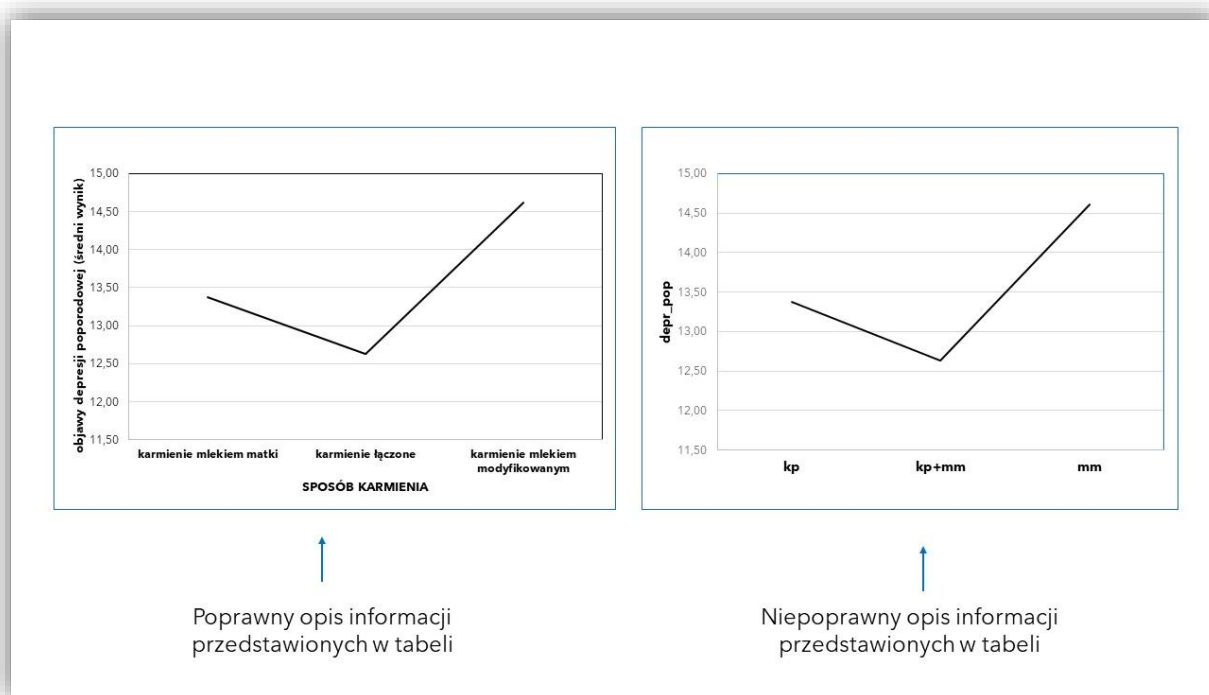 objawy depresji poporodowej (średni wynik)
15,00
14,50
14,00
13,50
13,00
12,50
12,00
11,50
karmienie mlekiem matki
karmienie łączone
karmienie mlekiem
modyfikowanym
SPOSÓB KARMIENIA
depr_pop
15,00
14,50
14,00
13,50
13,00
12,50
12,00
11,50
kp
kp+mm
mm
Poprawny opis informacji
przedstawionych w tabeli
Niepoprawny opis informacji
przedstawionych w tabeli